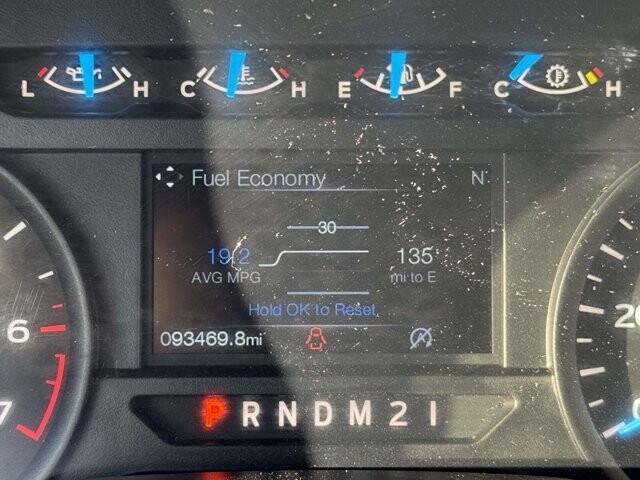 L H C H E F C H
Fuel Economy N
30
19.2 135
AVG MPG mi to E
Hold OK to Reset
093469.8mi
6
7
20
0
P R N D M 2 1